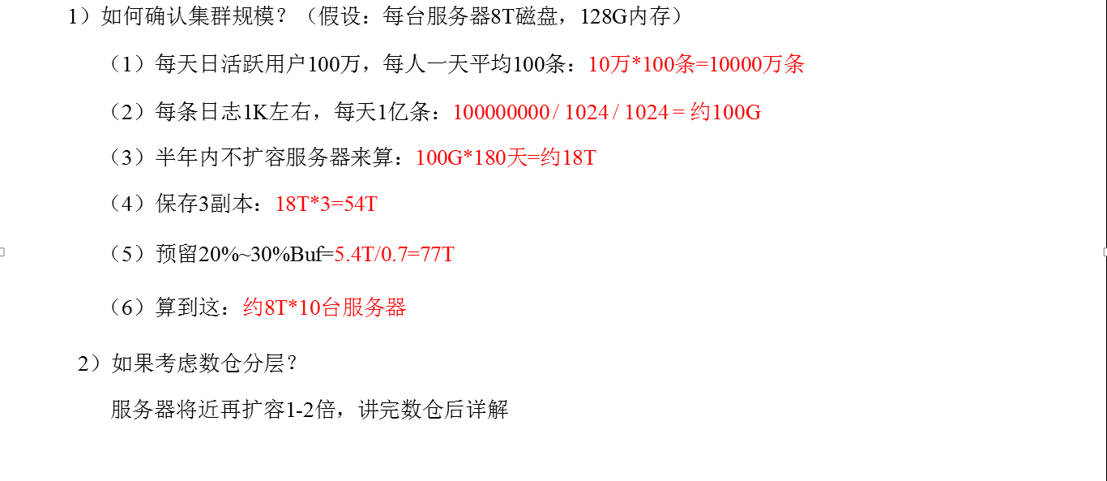 1）如何确认集群规模？（假设：每台服务器8T磁盘，128G内存）
（1）每天日活跃用户100万，每人一天平均100条：10万*100条=10000万条
（2）每条日志1K左右，每天1亿条：100000000 / 1024 / 1024 = 约100G
（3）半年内不扩容服务器来算：100G*180天=约18T
（4）保存3副本：18T*3=54T
（5）预留20%~30%Buf=5.4T/0.7=77T
（6）算到这：约8T*10台服务器
2）如果考虑数仓分层？
服务器将近再扩容1-2倍，讲完数仓后详解